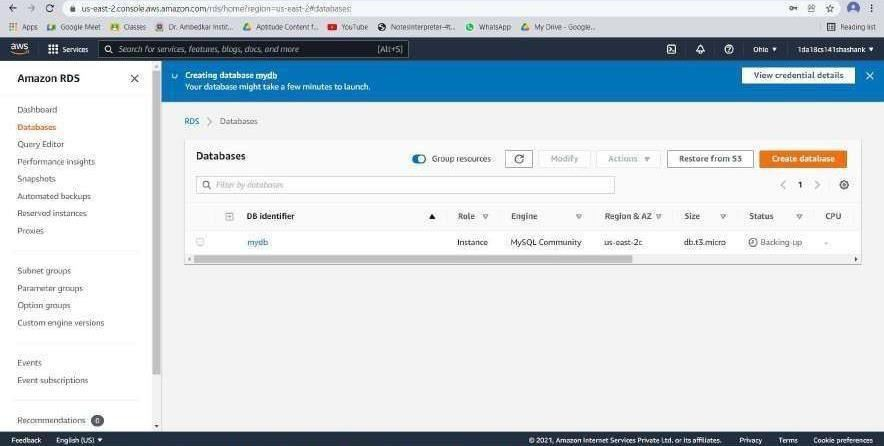 us-east-2.console.aws.amazon.com/rds/home?region=us-east-2#databases:
Apps Google Meet Classes Dr. Ambedkar Instit... Aptitude Content f... YouTube NotesInterpreter-4t... WhatsApp My Drive - Google... Reading list
aws Services Search for services, features, blogs, docs, and more [Alt+S] Ohio 1da18cs141shashank
Amazon RDS
Dashboard
Databases
Query Editor
Performance insights
Snapshots
Automated backups
Reserved instances
Proxies
Subnet groups
Parameter groups
Option groups
Custom engine versions
Events
Event subscriptions
Recommendations 0
Creating database mydb
Your database might take a few minutes to launch.
View credential details
RDS > Databases
Databases
Group resources Modify Actions Restore from S3 Create database
Filter by databases
1
DB identifier Role Engine Region & AZ Size Status CPU
mydb Instance MySQL Community us-east-2c db.t3.micro Backing-up -
Feedback English (US) © 2021, Amazon Internet Services Private Ltd. or its affiliates. Privacy Terms Cookie preferences